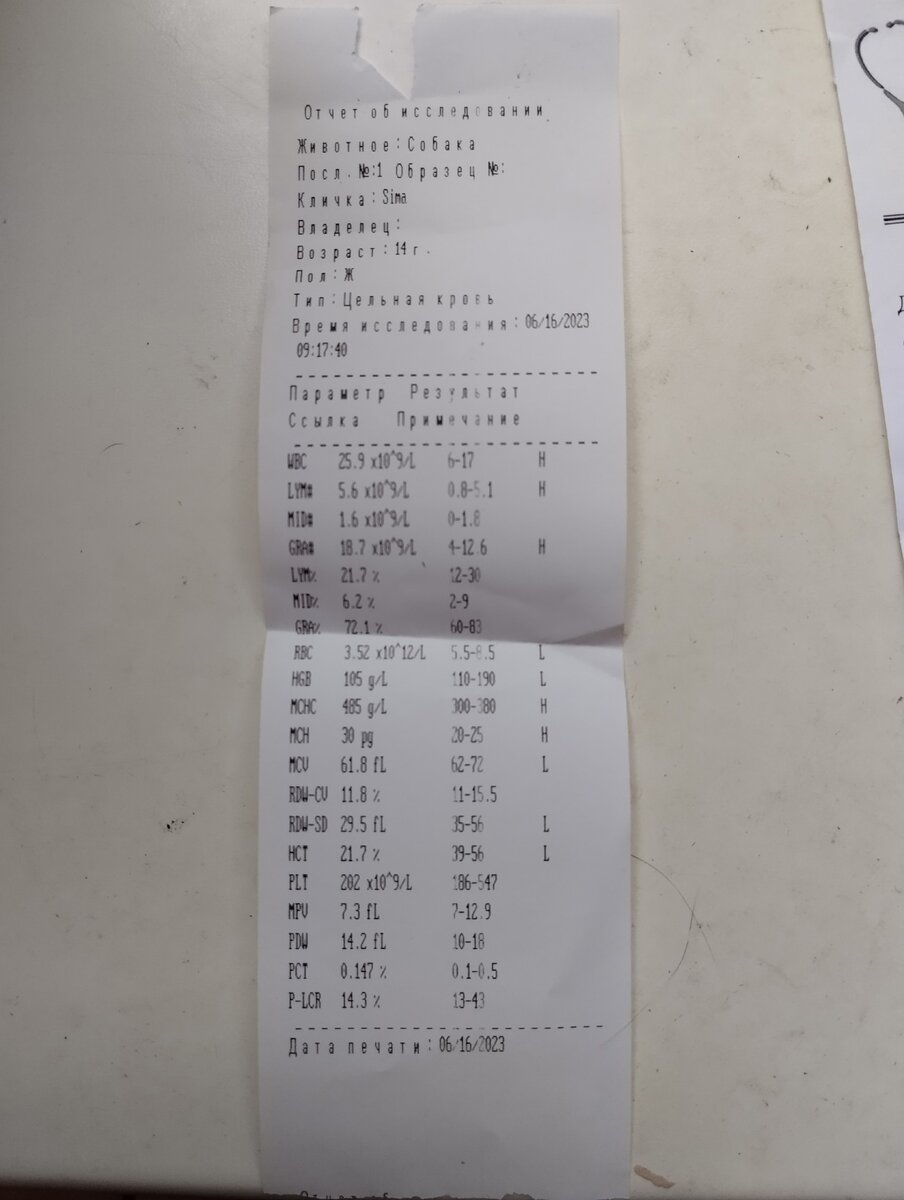 Отчет об исследовании
Животное:Собака
Посл.№:1 Образец №:
Кличка:Sima
Владелец:
Возраст:14г.
Пол:Ж
Тип:Цельная кровь
Время исследования:06/16/2023
09:17:40
Параметр Результат
Ссылка Примечание
WBC 25.9 x10^9/L 6-17 H
LYM# 5.6 x10^9/L 0.8-5.1 H
MID# 1.6 x10^9/L 0-1.8
GRA# 18.7 x10^9/L 4-12.6 H
LYM% 21.7 % 12-30
MID% 6.2 % 2-9
GRA% 72.1 % 60-83
RBC 3.52 x10^12/L 5.5-8.5 L
HGB 105 g/L 110-190 L
MCHC 485 g/L 300-380 H
MCH 30 pg 20-25 H
MCV 61.8 fL 62-72 L
RDW-CV 11.8 % 11-15.5
RDW-SD 29.5 fL 35-56 L
HCT 21.7 % 39-56 L
PLT 202 x10^9/L 186-547
MPV 7.3 fL 7-12.9
PDW 14.2 fL 10-18
PCT 0.147 % 0.1-0.5
P-LCR 14.3 % 13-43
Дата печати:06/16/2023